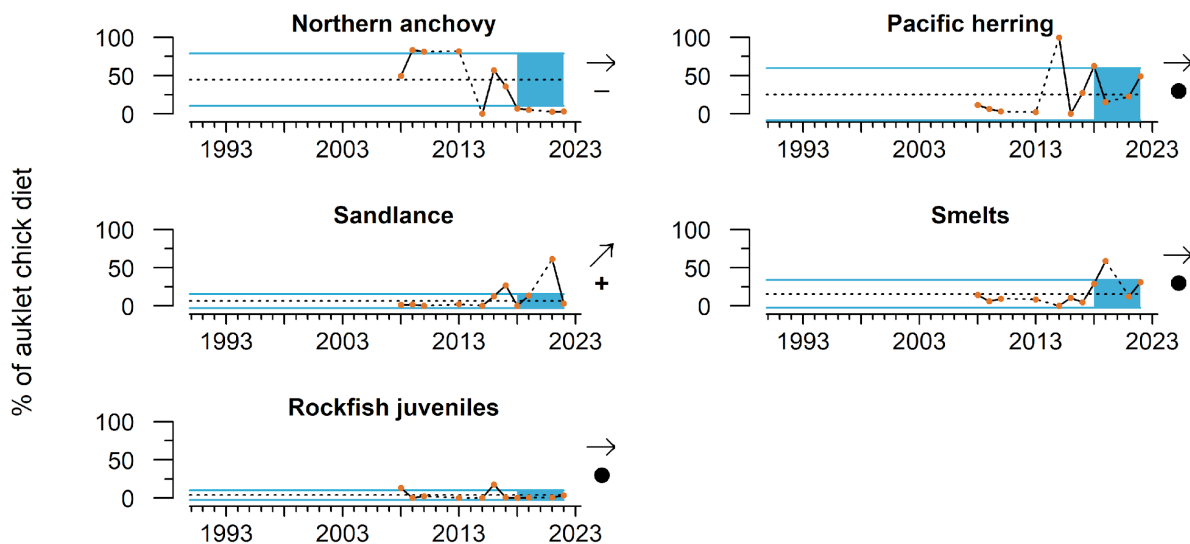 % of auklet chick diet
Northern anchovy
100
50
0
1993 2003 2013 2023
→
−
Pacific herring
100
50
0
1993 2003 2013 2023
→
●
Sandlance
100
50
0
1993 2003 2013 2023
↗
+
Smelts
100
50
0
1993 2003 2013 2023
→
●
Rockfish juveniles
100
50
0
1993 2003 2013 2023
→
●